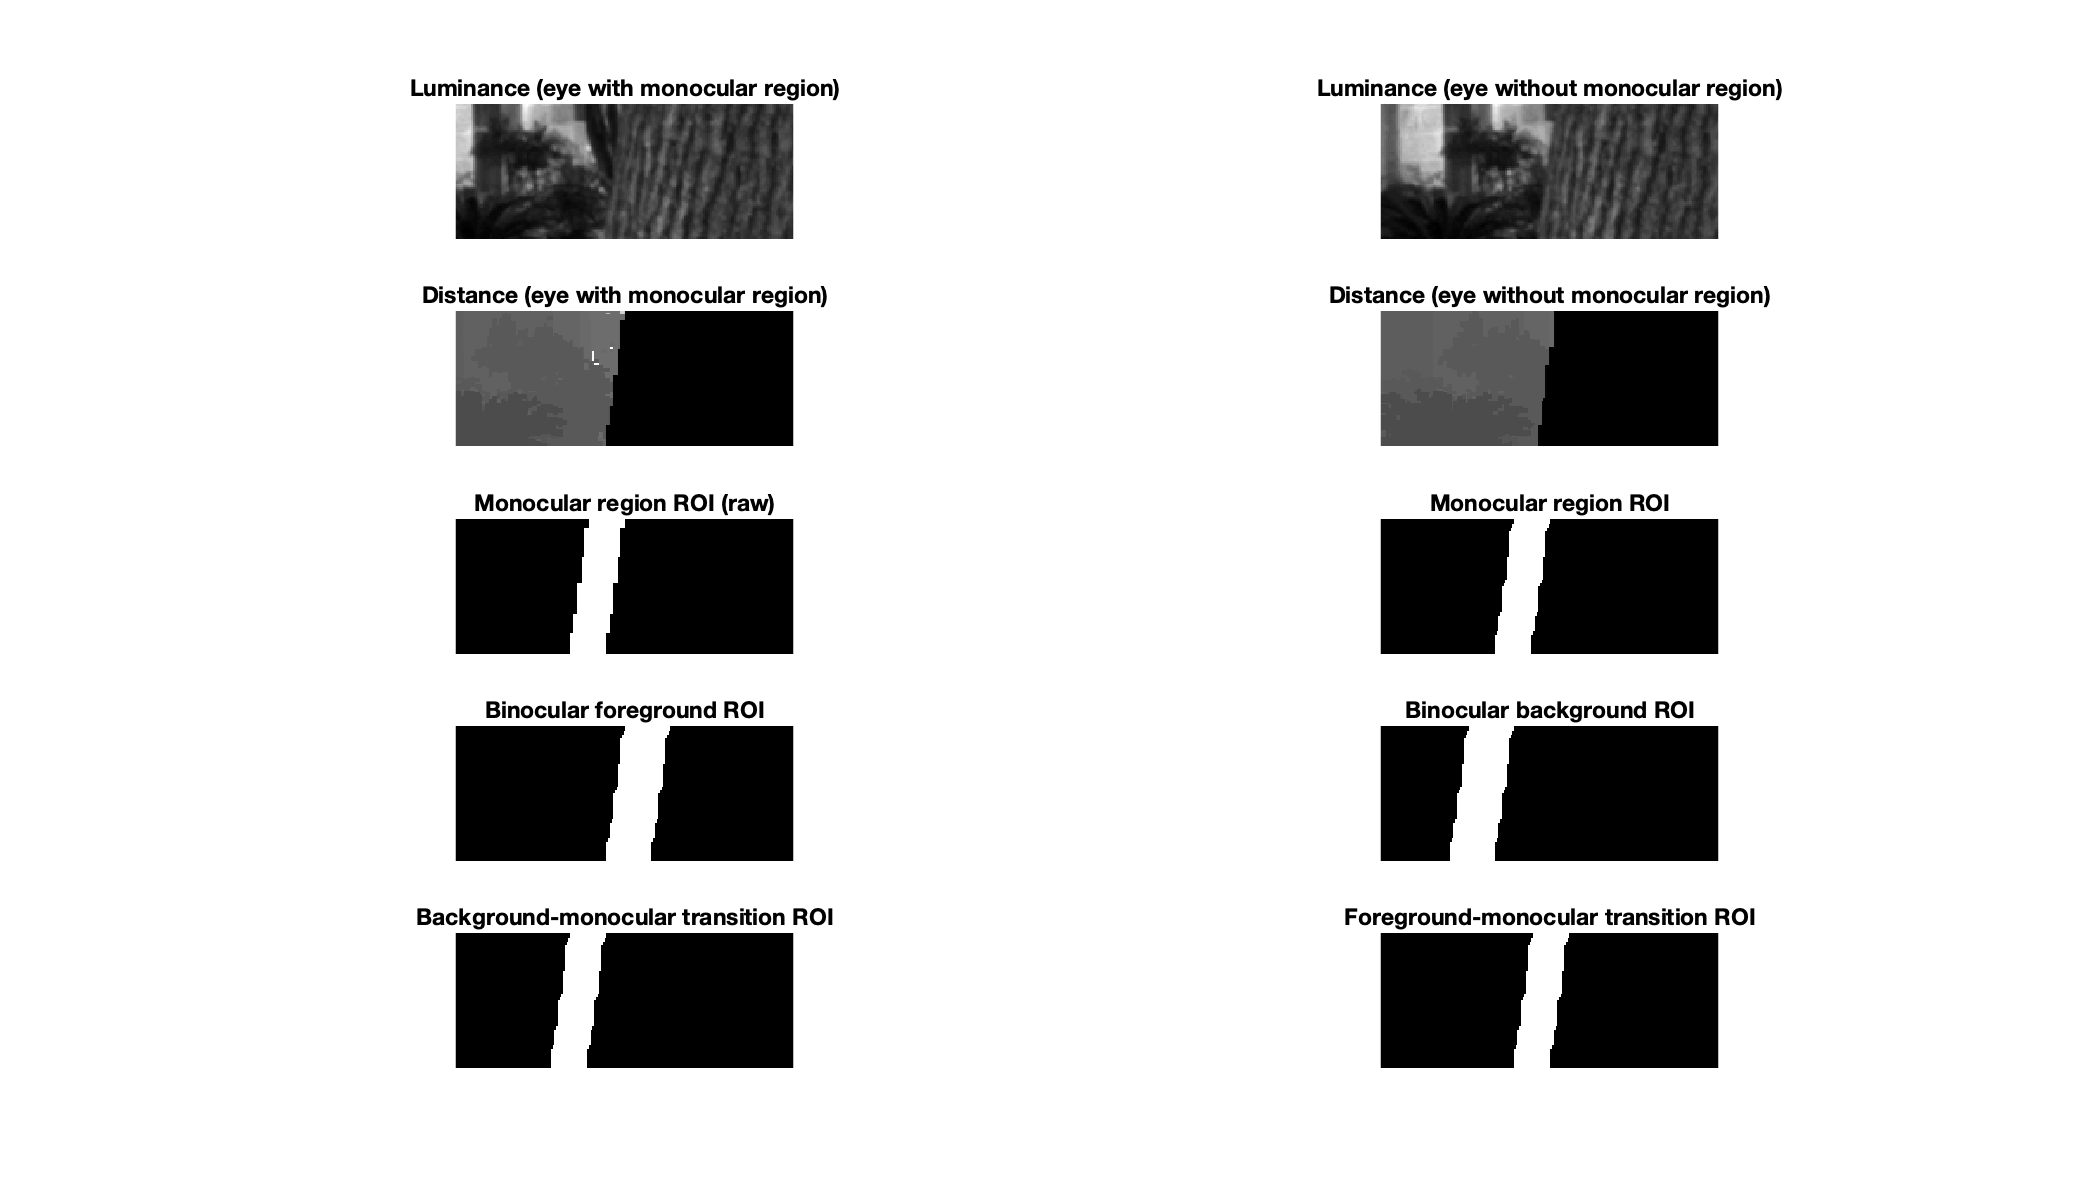 Luminance (eye with monocular region)
Luminance (eye without monocular region)
Distance (eye with monocular region)
Distance (eye without monocular region)
Monocular region ROI (raw)
Monocular region ROI
Binocular foreground ROI
Binocular background ROI
Background-monocular transition ROI
Foreground-monocular transition ROI